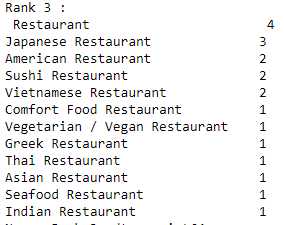 Rank 3 :
Restaurant 4
Japanese Restaurant 3
American Restaurant 2
Sushi Restaurant 2
Vietnamese Restaurant 2
Comfort Food Restaurant 1
Vegetarian / Vegan Restaurant 1
Greek Restaurant 1
Thai Restaurant 1
Asian Restaurant 1
Seafood Restaurant 1
Indian Restaurant 1